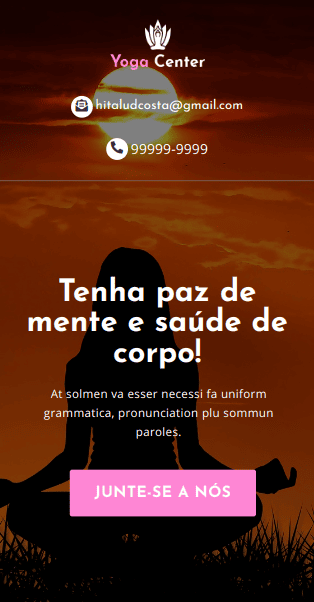 Yoga Center
hitaludcosta@gmail.com
99999-9999
Tenha paz de
mente e saúde de
corpo!
At solmen va esser necessi fa uniform
grammatica, pronunciation plu sommun
paroles.
JUNTE-SE A NÓS